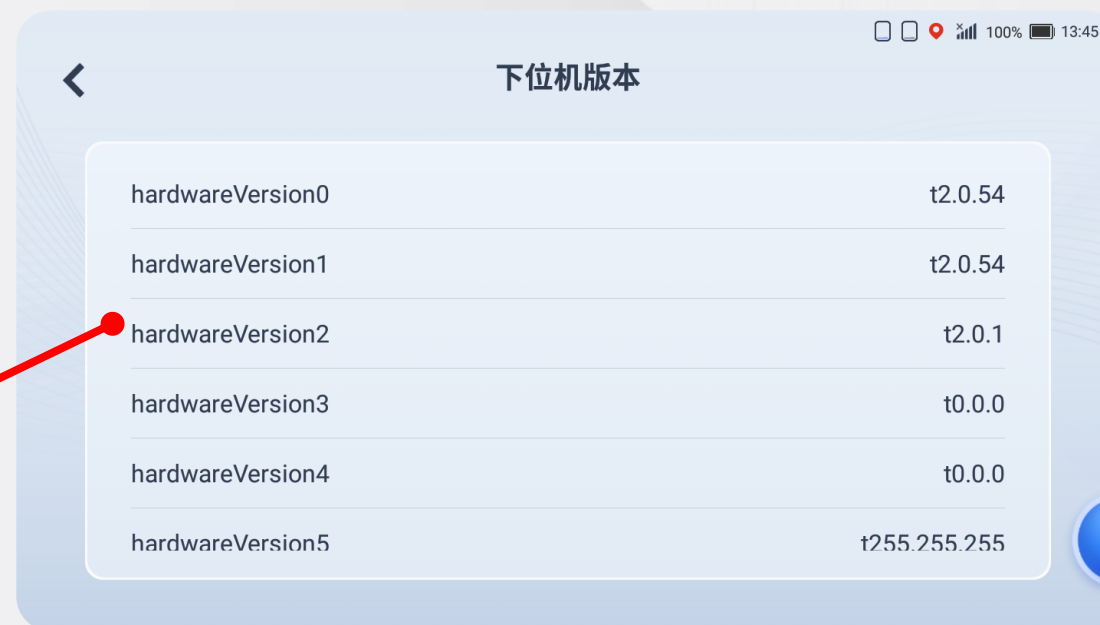 100% 13:45
下位机版本
hardwareVersion0 t2.0.54
hardwareVersion1 t2.0.54
hardwareVersion2 t2.0.1
hardwareVersion3 t0.0.0
hardwareVersion4 t0.0.0
hardwareVersion5 t255.255.255